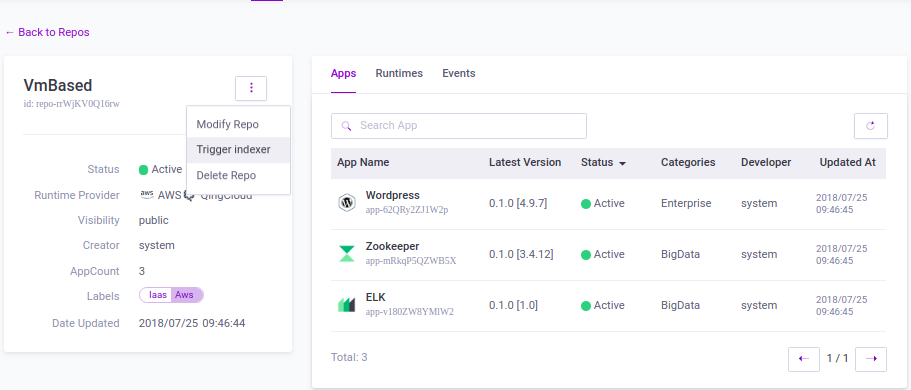 ← Back to Repos
VmBased
id: repo-rrWjKV0Q16rw
Modify Repo
Trigger indexer
Delete Repo
Status Active
Runtime Provider aws AWS QingCloud
Visibility public
Creator system
AppCount 3
Labels Iaas Aws
Date Updated 2018/07/25 09:46:44
Apps Runtimes Events
Search App
App Name Latest Version Status Categories Developer Updated At
Wordpress
app-62QRy2ZJ1W2p
0.1.0 [4.9.7] Active Enterprise system
2018/07/25
09:46:45
Zookeeper
app-mRkqP5QZWB5X
0.1.0 [3.4.12] Active BigData system
2018/07/25
09:46:45
ELK
app-v180ZW8YMlW2
0.1.0 [1.0] Active BigData system
2018/07/25
09:46:45
Total: 3
← 1 / 1 →